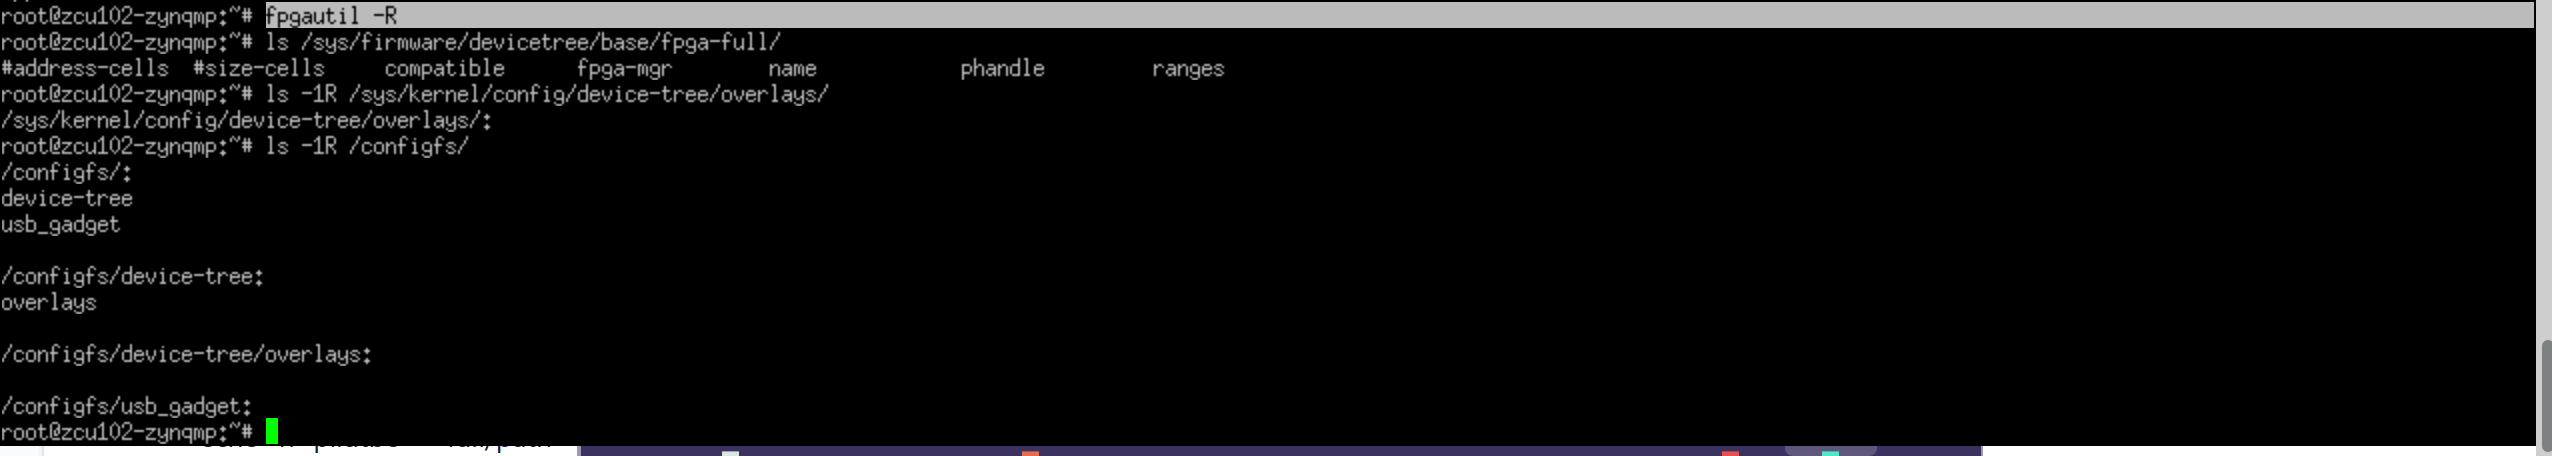 root@zcu102-zynqmp:~# fpgautil -R
root@zcu102-zynqmp:~# ls /sys/firmware/devicetree/base/fpga-full/
#address-cells #size-cells compatible fpga-mgr name phandle ranges
root@zcu102-zynqmp:~# ls -1R /sys/kernel/config/device-tree/overlays/
/sys/kernel/config/device-tree/overlays/:
root@zcu102-zynqmp:~# ls -1R /configfs/
/configfs/:
device-tree
usb_gadget
/configfs/device-tree:
overlays
/configfs/device-tree/overlays:
/configfs/usb_gadget:
root@zcu102-zynqmp:~#